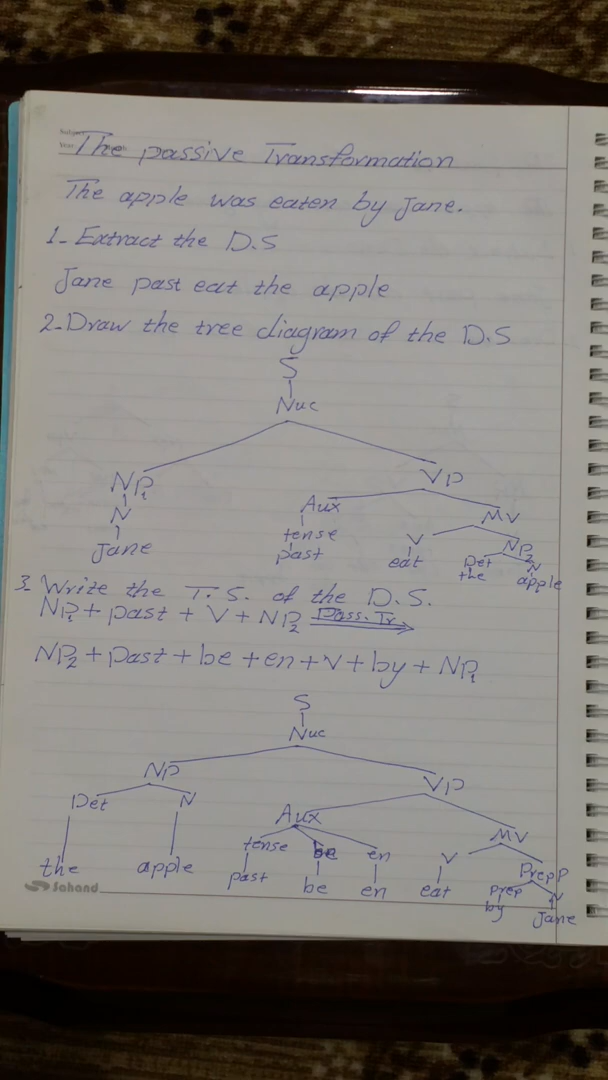 The passive Transformation
The apple was eaten by Jane.
1- Extract the D.S
Jane past eat the apple
2- Draw the tree diagram of the D.S
S
Nuc
NP1 VP
N Aux MV
Jane tense V NP2
past eat Det N
the apple
3. Write the T.S. of the D.S.
NP1 + past + V + NP2 Pass. Tr.
NP2 + past + be + en + V + by + NP1
S
Nuc
NP VP
Det N Aux MV
tense be en V PrepP
the apple past be en eat Prep N
by Jane
Sahand